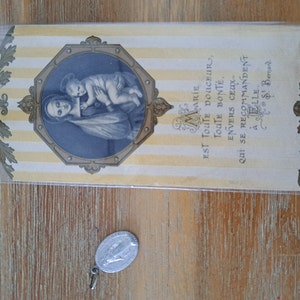 MARIE
EST TOUTE DOUCEUR,
TOUTE BONTÉ,
ENVERS CEUX
QUI SE RECOMMANDENT
À ELLE
S. Bernard